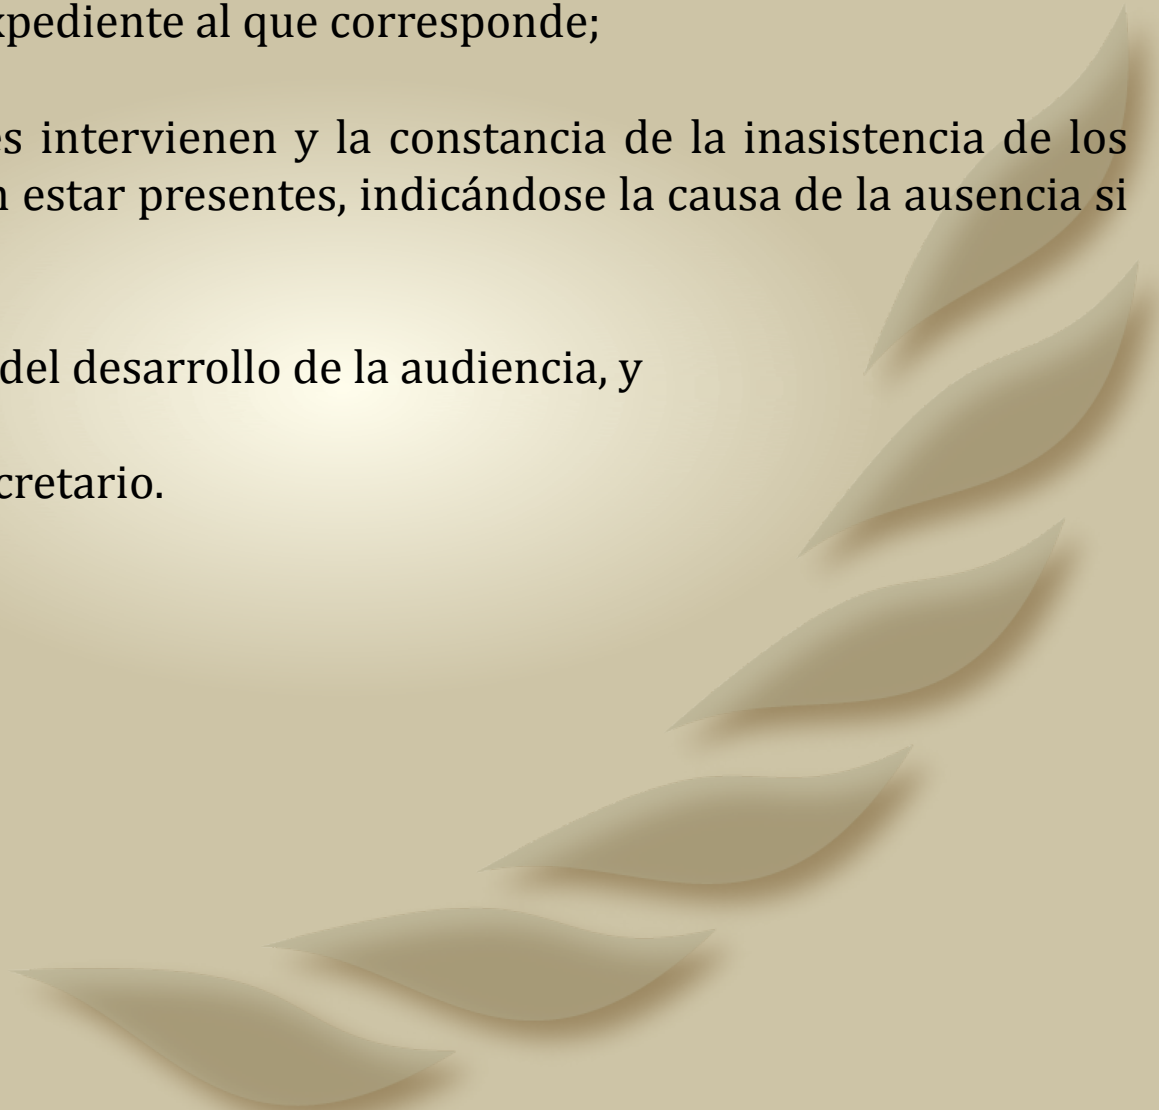 xpediente al que corresponde;
es intervienen y la constancia de la inasistencia de los
n estar presentes, indicándose la causa de la ausencia si
del desarrollo de la audiencia, y
cretario.